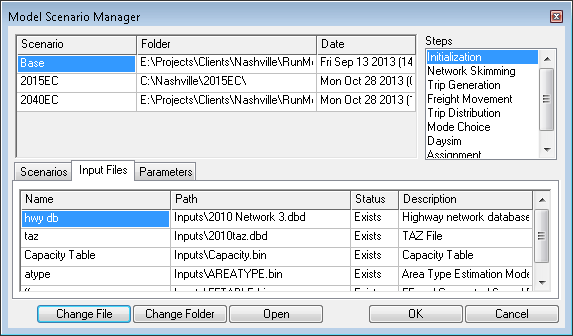 Model Scenario Manager
Scenario Folder Date
Base E:\Projects\Clients\Nashville\RunM Fri Sep 13 2013 (14
2015EC C:\Nashville\2015EC\ Mon Oct 28 2013 (
2040EC E:\Projects\Clients\Nashville\RunM Mon Oct 28 2013 (
Steps
Initialization
Network Skimming
Trip Generation
Freight Movement
Trip Distribution
Mode Choice
Daysim
Assignment
Scenarios Input Files Parameters
Name Path Status Description
hwy db Inputs\2010 Network 3.dbd Exists Highway network database
taz Inputs\2010taz.dbd Exists TAZ File
Capacity Table Inputs\Capacity.bin Exists Capacity Table
atype Inputs\AREATYPE.bin Exists Area Type Estimation Mode
Change File Change Folder Open OK Cancel